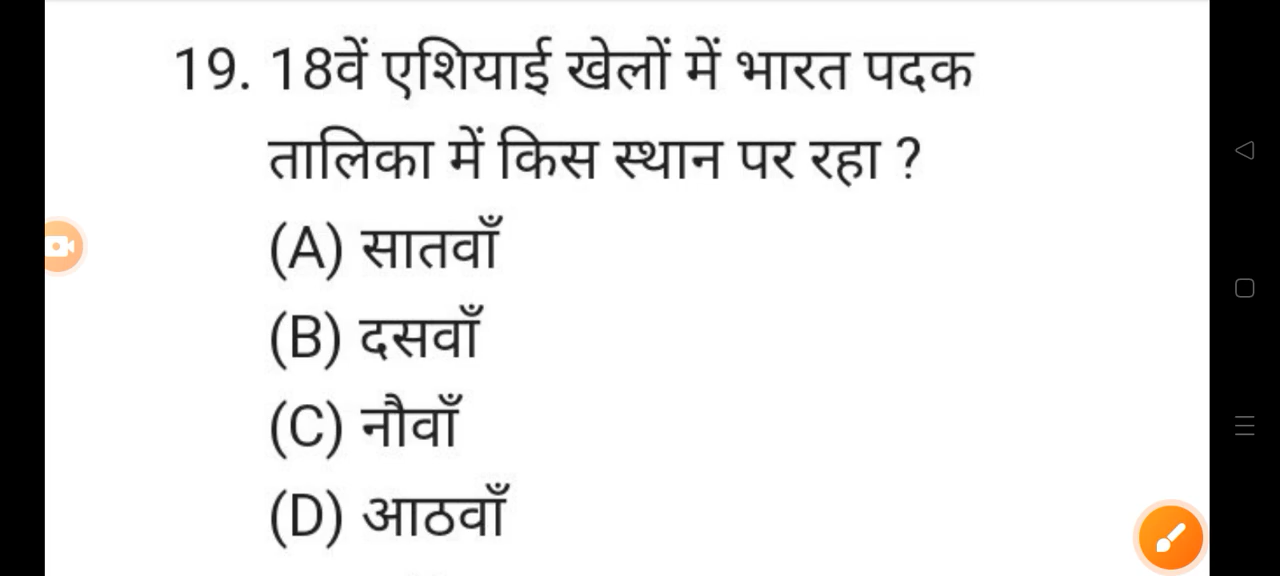 19. 18वें एशियाई खेलों में भारत पदक
तालिका में किस स्थान पर रहा ?
(A) सातवाँ
(B) दसवाँ
(C) नौवाँ
(D) आठवाँ